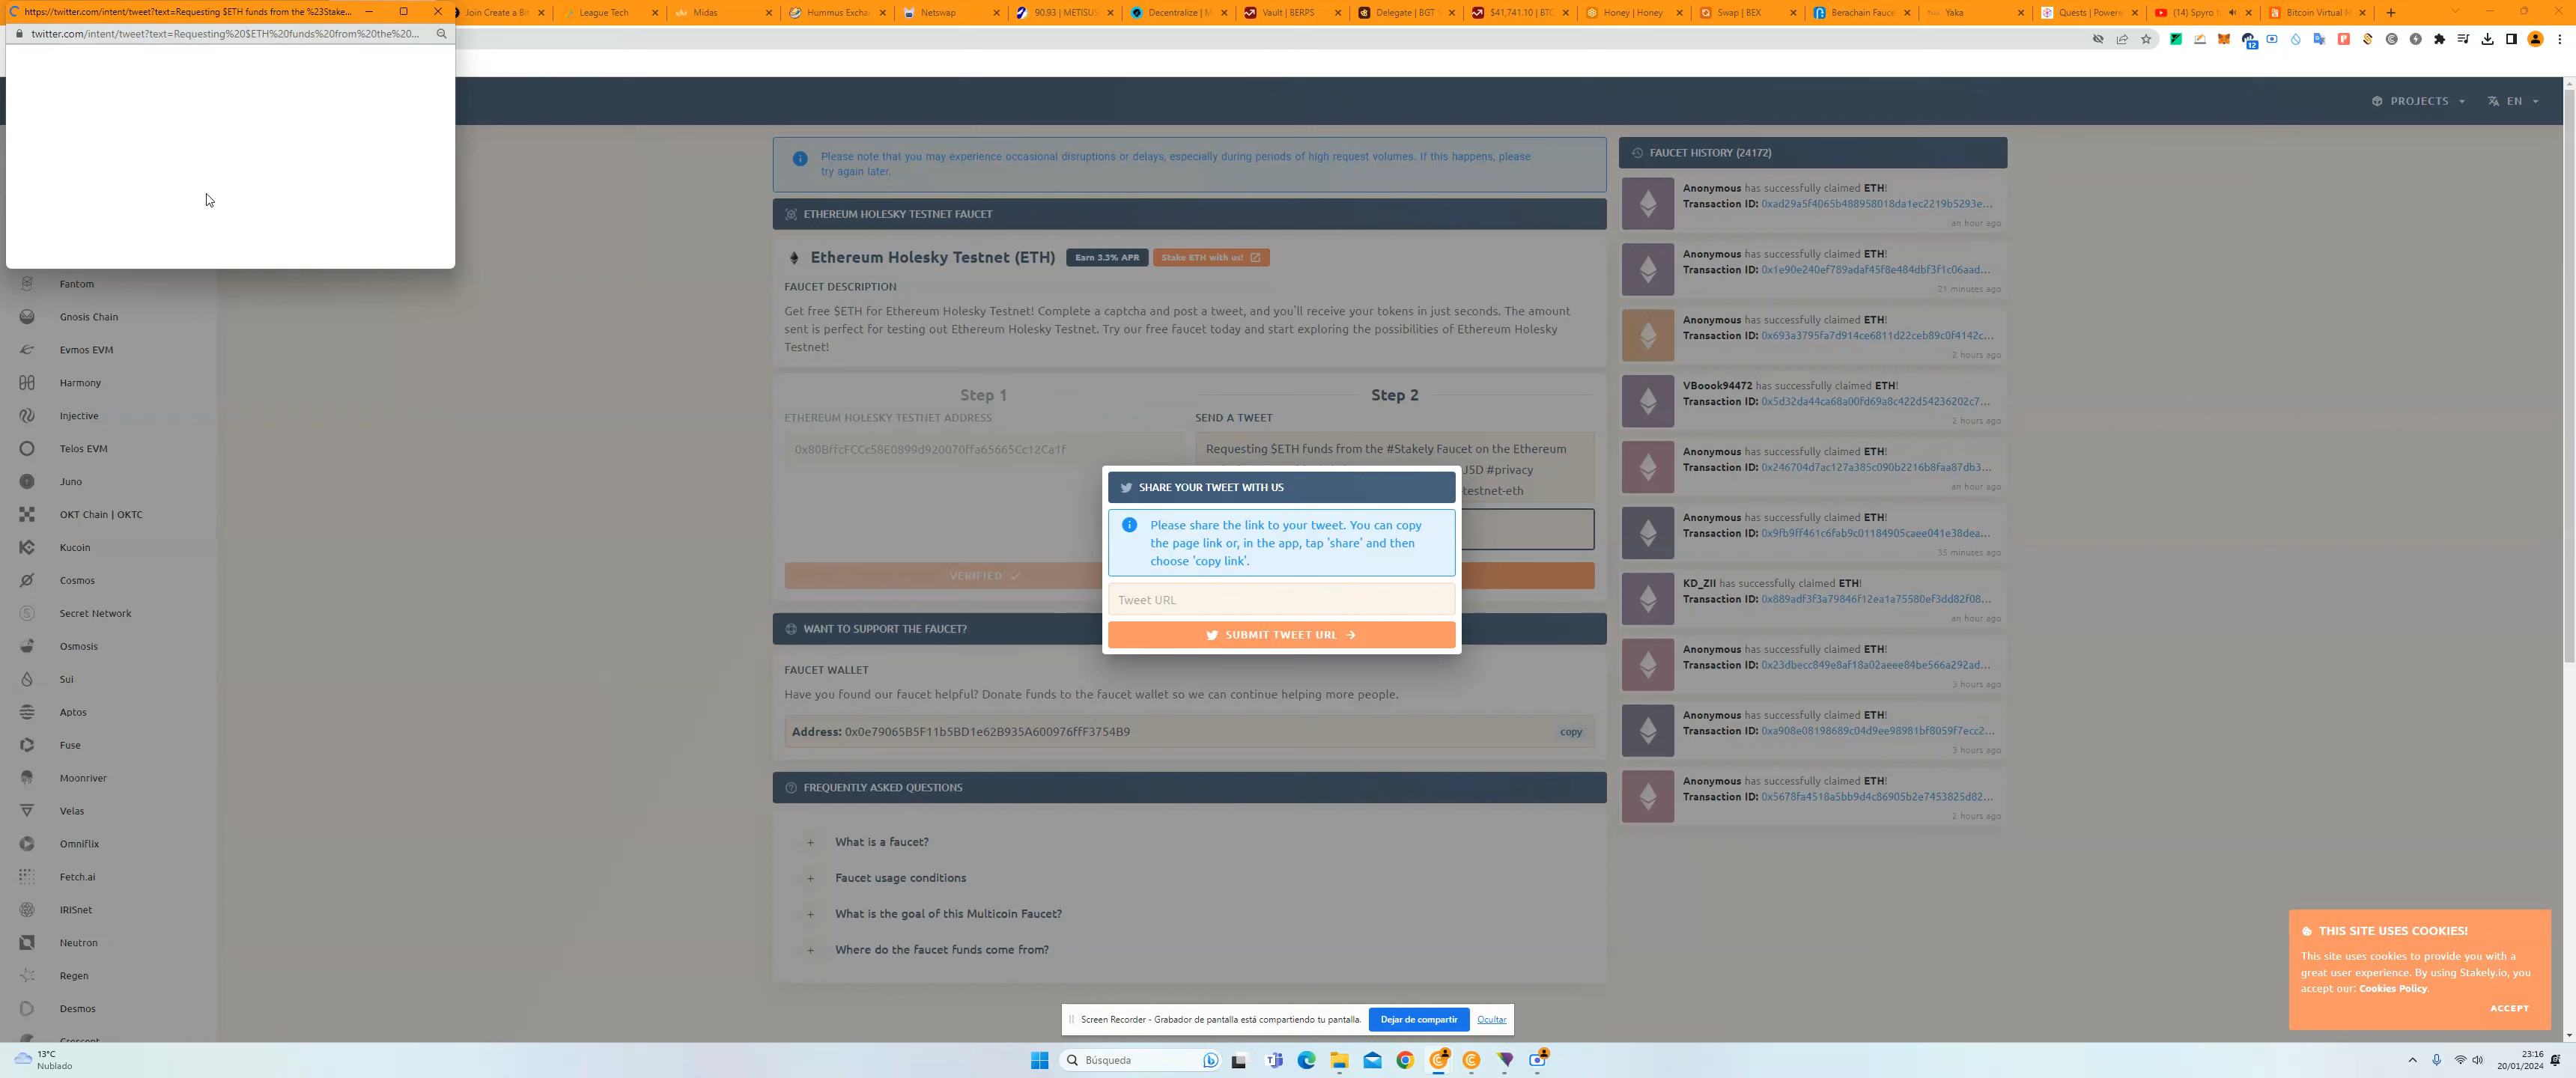 https://twitter.com/intent/tweet?text=Requesting $ETH funds from the %23Stake...
Join Create a Bit
League Tech
Midas
Hummus Excha
Netswap
90.93 | METISUS
Decentralize | M
Vault | BERPS
Delegate | BGT
$41,741.10 | BTC
Honey | Honey
Swap | BEX
Berachain Fauce
Yaka
Quests | Powere
(14) Spyro
Bitcoin Virtual M
twitter.com/intent/tweet?text=Requesting%20$ETH%20funds%20from%20the%20...
12
PROJECTS
EN
Please note that you may experience occasional disruptions or delays, especially during periods of high request volumes. If this happens, please
try again later.
ETHEREUM HOLESKY TESTNET FAUCET
Ethereum Holesky Testnet (ETH)
Earn 3.3% APR
Stake ETH with us!
FAUCET DESCRIPTION
Get free $ETH for Ethereum Holesky Testnet! Complete a captcha and post a tweet, and you'll receive your tokens in just seconds. The amount
sent is perfect for testing out Ethereum Holesky Testnet. Try our free faucet today and start exploring the possibilities of Ethereum Holesky
Testnet!
Step 1
ETHEREUM HOLESKY TESTNET ADDRESS
0x80BffcFCCc58E0899d920070ffa65665Cc12Ca1f
VERIFIED
Step 2
SEND A TWEET
Requesting $ETH funds from the #Stakely Faucet on the Ethereum
J5D #privacy
testnet-eth
SHARE YOUR TWEET WITH US
Please share the link to your tweet. You can copy
the page link or, in the app, tap 'share' and then
choose 'copy link'.
Tweet URL
SUBMIT TWEET URL
WANT TO SUPPORT THE FAUCET?
FAUCET WALLET
Have you found our faucet helpful? Donate funds to the faucet wallet so we can continue helping more people.
Address: 0x0e79065B5F11b5BD1e62B935A600976ffF3754B9
copy
FREQUENTLY ASKED QUESTIONS
What is a faucet?
Faucet usage conditions
What is the goal of this Multicoin Faucet?
Where do the faucet funds come from?
Fantom
Gnosis Chain
Evmos EVM
Harmony
Injective
Telos EVM
Juno
OKT Chain | OKTC
Kucoin
Cosmos
Secret Network
Osmosis
Sui
Aptos
Fuse
Moonriver
Velas
Omniflix
Fetch.ai
IRISnet
Neutron
Regen
Desmos
FAUCET HISTORY (24172)
Anonymous has successfully claimed ETH!
Transaction ID: 0xad29a5f4065b488958018da1ec2219b5293e...
an hour ago
Anonymous has successfully claimed ETH!
Transaction ID: 0x1e90e240ef789adaf45f8e484dbf3f1c06aad...
21 minutes ago
Anonymous has successfully claimed ETH!
Transaction ID: 0x693a3795fa7d914ce6811d22ceb89c0f4142c...
2 hours ago
VBoook94472 has successfully claimed ETH!
Transaction ID: 0x5d32da44ca68a00fd69a8c422d54236202c7...
2 hours ago
Anonymous has successfully claimed ETH!
Transaction ID: 0x246704d7ac127a385c090b2216b8faa87db3...
an hour ago
Anonymous has successfully claimed ETH!
Transaction ID: 0x9fb9ff461c6fab9c01184905caee041e38dea...
35 minutes ago
KD_ZII has successfully claimed ETH!
Transaction ID: 0x889adf3f3a79846f12ea1a75580ef3dd82f08...
an hour ago
Anonymous has successfully claimed ETH!
Transaction ID: 0x23dbecc849e8af18a02aeee84be566a292ad...
3 hours ago
Anonymous has successfully claimed ETH!
Transaction ID: 0xa908e08198689c04d9ee98981bf8059f7ecc2...
3 hours ago
Anonymous has successfully claimed ETH!
Transaction ID: 0x5678fa4518a5bb9d4c86905b2e7453825d82...
2 hours ago
THIS SITE USES COOKIES!
This site uses cookies to provide you with a
great user experience. By using Stakely.io, you
accept our: Cookies Policy.
ACCEPT
Screen Recorder - Grabador de pantalla está compartiendo tu pantalla.
Dejar de compartir
Ocultar
13°C
Nublado
Búsqueda
23:16
20/01/2024